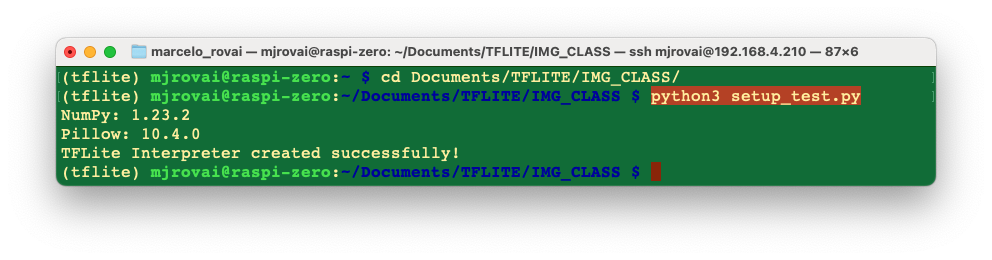 marcelo_rovai — mjrovai@raspi-zero: ~/Documents/TFLITE/IMG_CLASS — ssh mjrovai@192.168.4.210 — 87×6
[(tflite) mjrovai@raspi-zero:~ $ cd Documents/TFLITE/IMG_CLASS/ ]
[(tflite) mjrovai@raspi-zero:~/Documents/TFLITE/IMG_CLASS $ python3 setup_test.py ]
NumPy: 1.23.2
Pillow: 10.4.0
TFLite Interpreter created successfully!
(tflite) mjrovai@raspi-zero:~/Documents/TFLITE/IMG_CLASS $